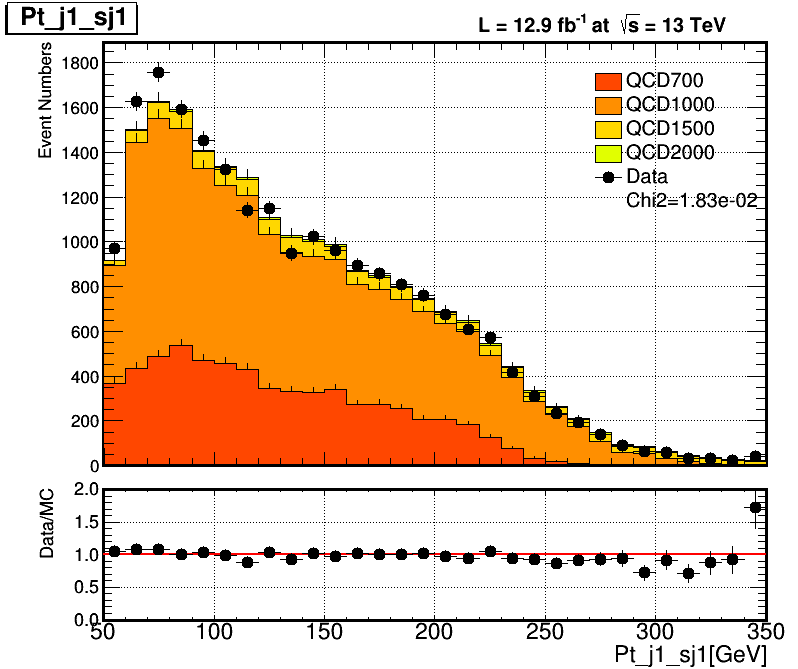 Pt_j1_sj1
L = 12.9 fb-1 at √s = 13 TeV
Event Numbers
1800
1600
1400
1200
1000
800
600
400
200
0
QCD700
QCD1000
QCD1500
QCD2000
Data
Chi2=1.83e-02
Data/MC
2.0
1.5
1.0
0.5
0.0
50 100 150 200 250 300 350
Pt_j1_sj1[GeV]